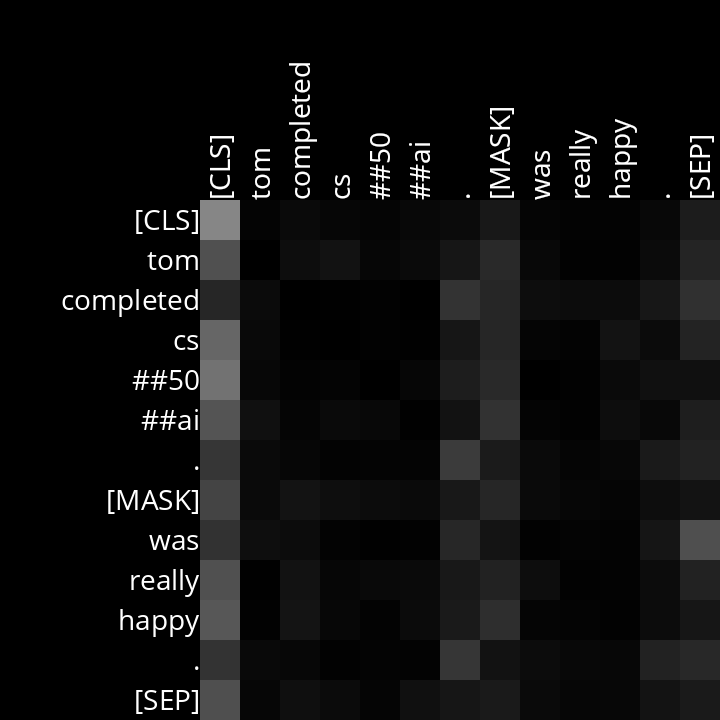 [CLS] tom completed cs ##50 ##ai . [MASK] was really happy . [SEP]
[CLS]
tom
completed
cs
##50
##ai
.
[MASK]
was
really
happy
.
[SEP]